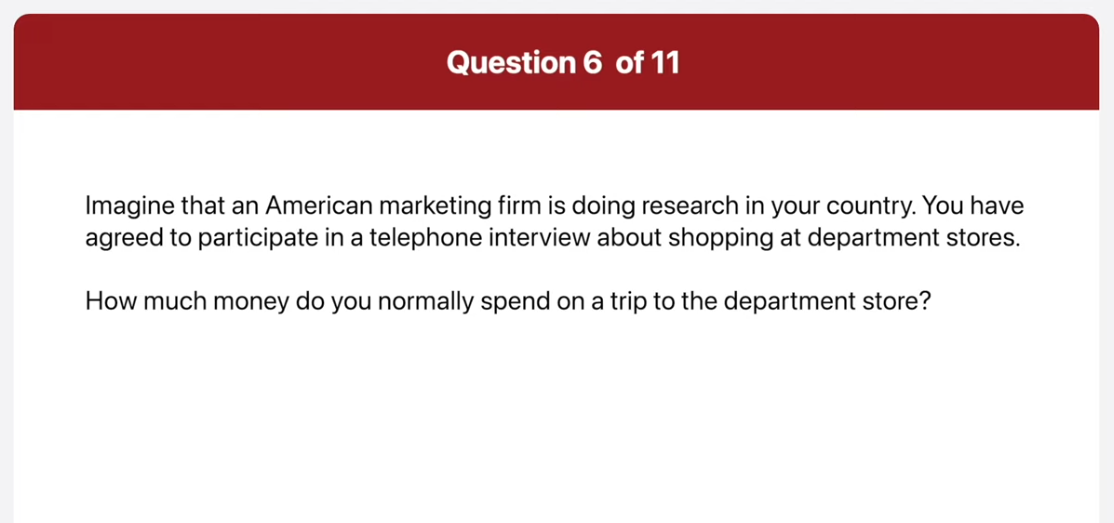 Question 6 of 11
Imagine that an American marketing firm is doing research in your country. You have
agreed to participate in a telephone interview about shopping at department stores.
How much money do you normally spend on a trip to the department store?